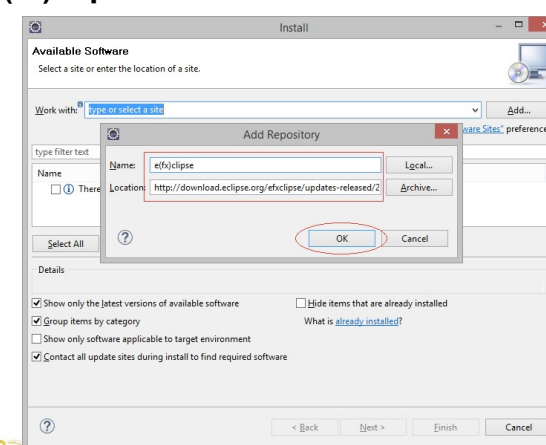 Install
Available Software
Select a site or enter the location of a site.
Work with: type or select a site Add...
ware Sites" preference
Add Repository
type filter text
Name: e(fx)clipse Local...
Name
There
Location: http://download.eclipse.org/efxclipse/updates-released/2 Archive...
OK Cancel
Select All
Details
Show only the latest versions of available software Hide items that are already installed
Group items by category What is already installed?
Show only software applicable to target environment
Contact all update sites during install to find required software
< Back Next > Finish Cancel